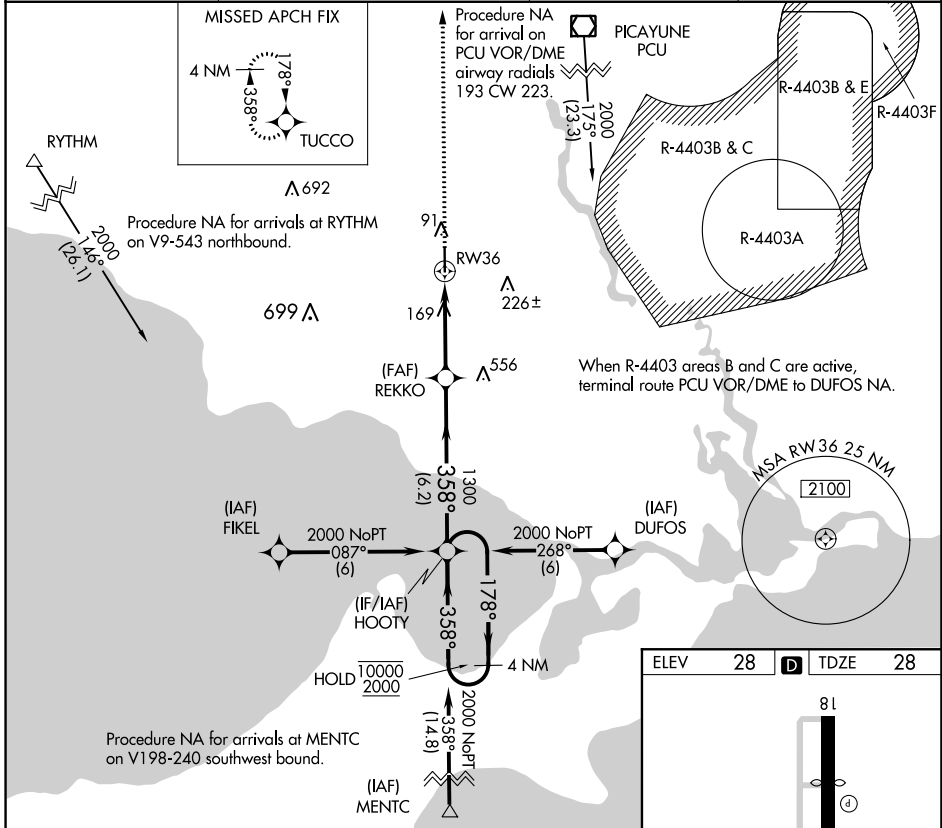 MISSED APCH FIX
4 NM
178°
358°
TUCCO
Procedure NA
for arrival on
PCU VOR/DME
airway radials
193 CW 223.
PICAYUNE
PCU
2000
175°
(23.3)
R-4403B & E
R-4403F
R-4403B & C
R-4403A
RYTHM
2000
146°
(26.1)
692
Procedure NA for arrivals at RYTHM
on V9-543 northbound.
91
RW36
226±
699
169
(FAF)
REKKO
556
When R-4403 areas B and C are active,
terminal route PCU VOR/DME to DUFOS NA.
358°
1300
(6.2)
MSA RW36 25 NM
2100
(IAF)
FIKEL
2000 NoPT
087°
(6)
(IAF)
DUFOS
2000 NoPT
268°
(6)
(IF/IAF)
HOOTY
358°
178°
HOLD
10000
2000
4 NM
2000 NoPT
358°
(14.8)
Procedure NA for arrivals at MENTC
on V198-240 southwest bound.
(IAF)
MENTC
ELEV 28 D TDZE 28
18
P